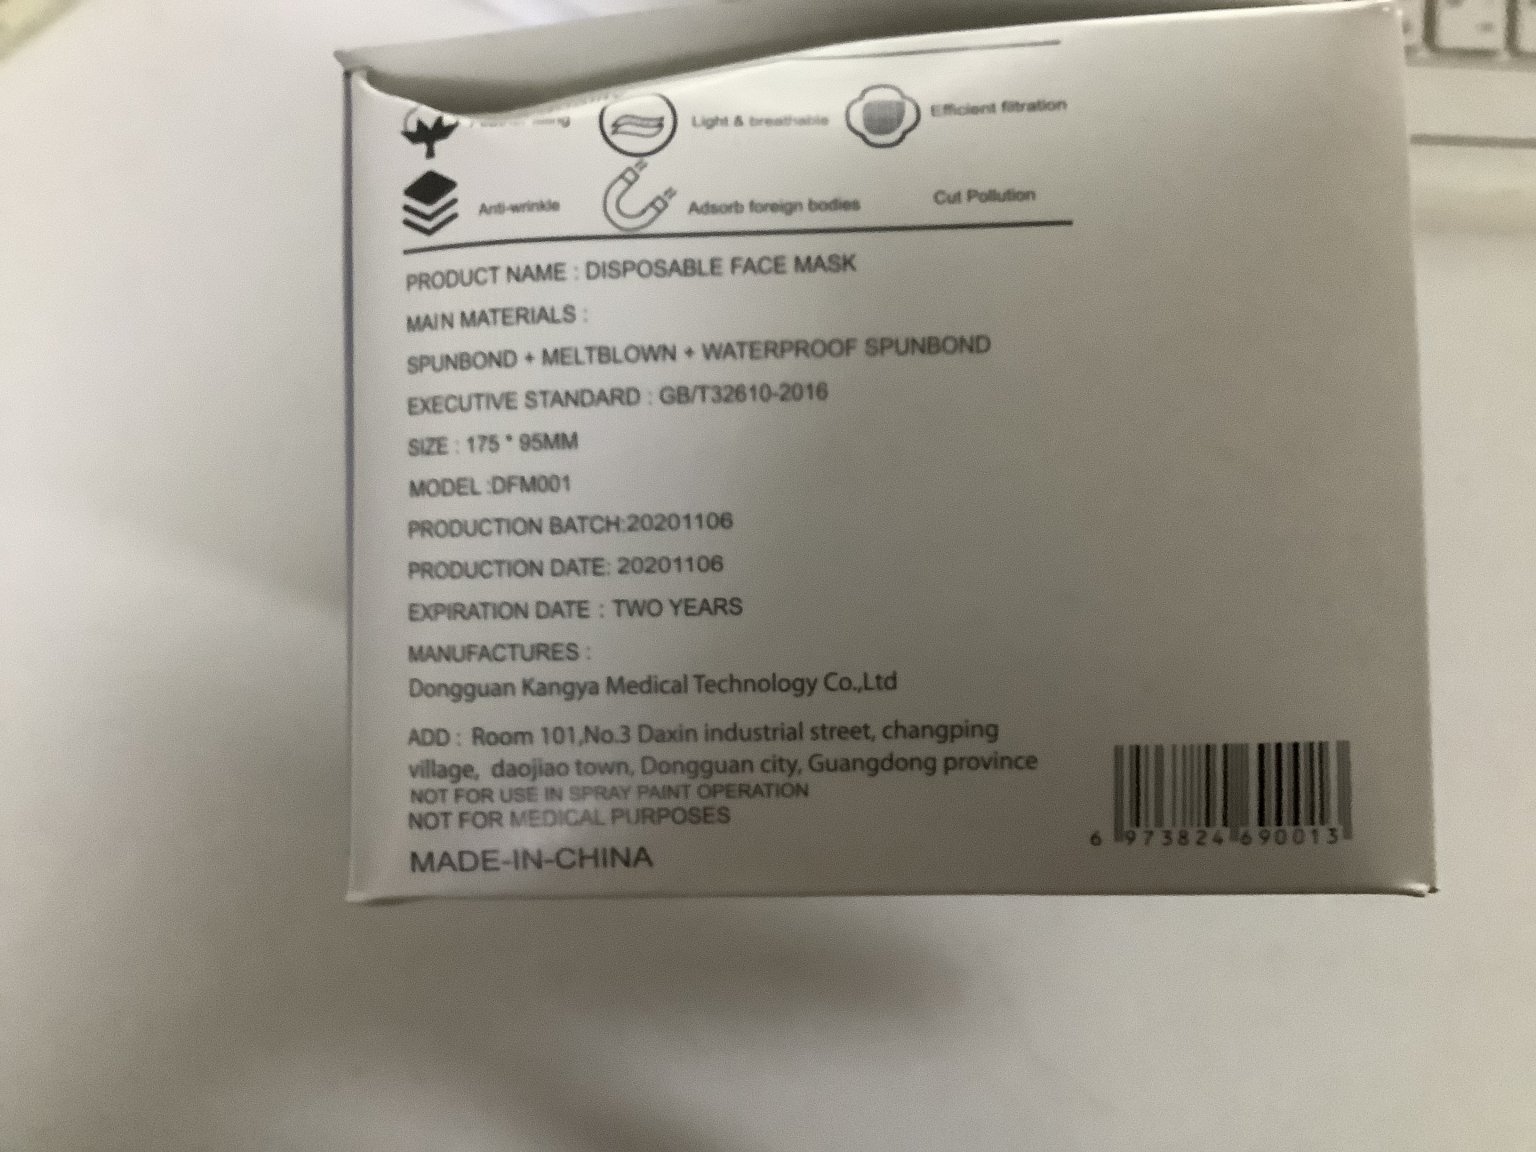 Light & breathable
Efficient filtration
Anti-wrinkle
Adsorb foreign bodies
Cut Pollution
PRODUCT NAME : DISPOSABLE FACE MASK
MAIN MATERIALS :
SPUNBOND + MELTBLOWN + WATERPROOF SPUNBOND
EXECUTIVE STANDARD : GB/T32610-2016
SIZE : 175 * 95MM
MODEL :DFM001
PRODUCTION BATCH:20201106
PRODUCTION DATE: 20201106
EXPIRATION DATE : TWO YEARS
MANUFACTURES :
Dongguan Kangya Medical Technology Co.,Ltd
ADD : Room 101,No.3 Daxin industrial street, changping
village, daojiao town, Dongguan city, Guangdong province
NOT FOR USE IN SPRAY PAINT OPERATION
NOT FOR MEDICAL PURPOSES
MADE-IN-CHINA
6 973824 690013